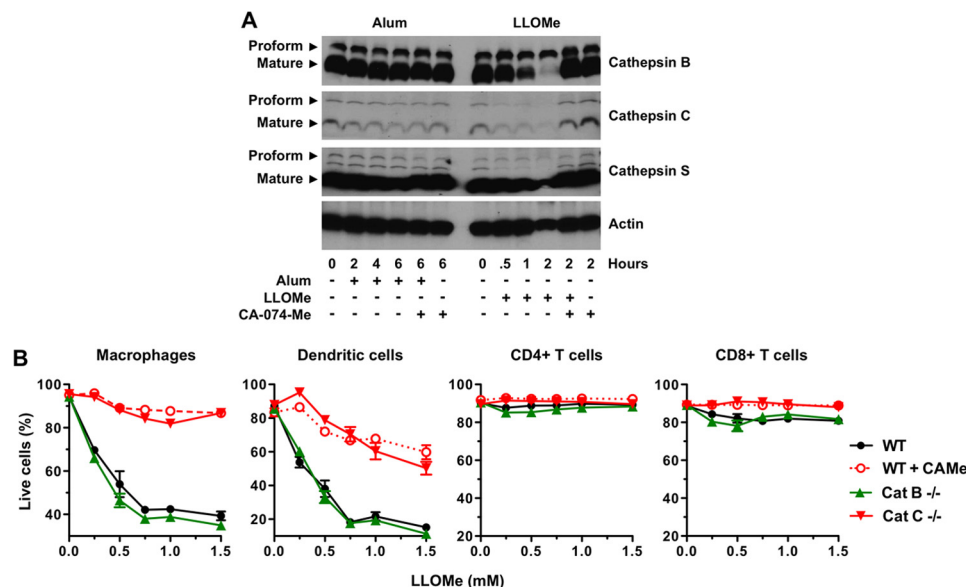 A
Alum LLOMe
Proform ►
Mature ►
Cathepsin B
Proform ►
Mature ►
Cathepsin C
Proform ►
Mature ►
Cathepsin S
Actin
0 2 4 6 6 6 0 .5 1 2 2 2 Hours
Alum - + + + + - - - - - - -
LLOMe - - - - - - - + + + + -
CA-074-Me - - - - + + - - - - + +
B
Macrophages Dendritic cells CD4+ T cells CD8+ T cells
Live cells (%)
100 100 100 100
80 80 80 80
60 60 60 60
40 40 40 40
20 20 20
0.0 0.5 1.0 1.5 0.0 0.5 1.0 1.5 0.0 0.5 1.0 1.5 0.0 0.5 1.0 1.5
LLOMe (mM)
WT
WT + CAMe
Cat B -/-
Cat C -/-